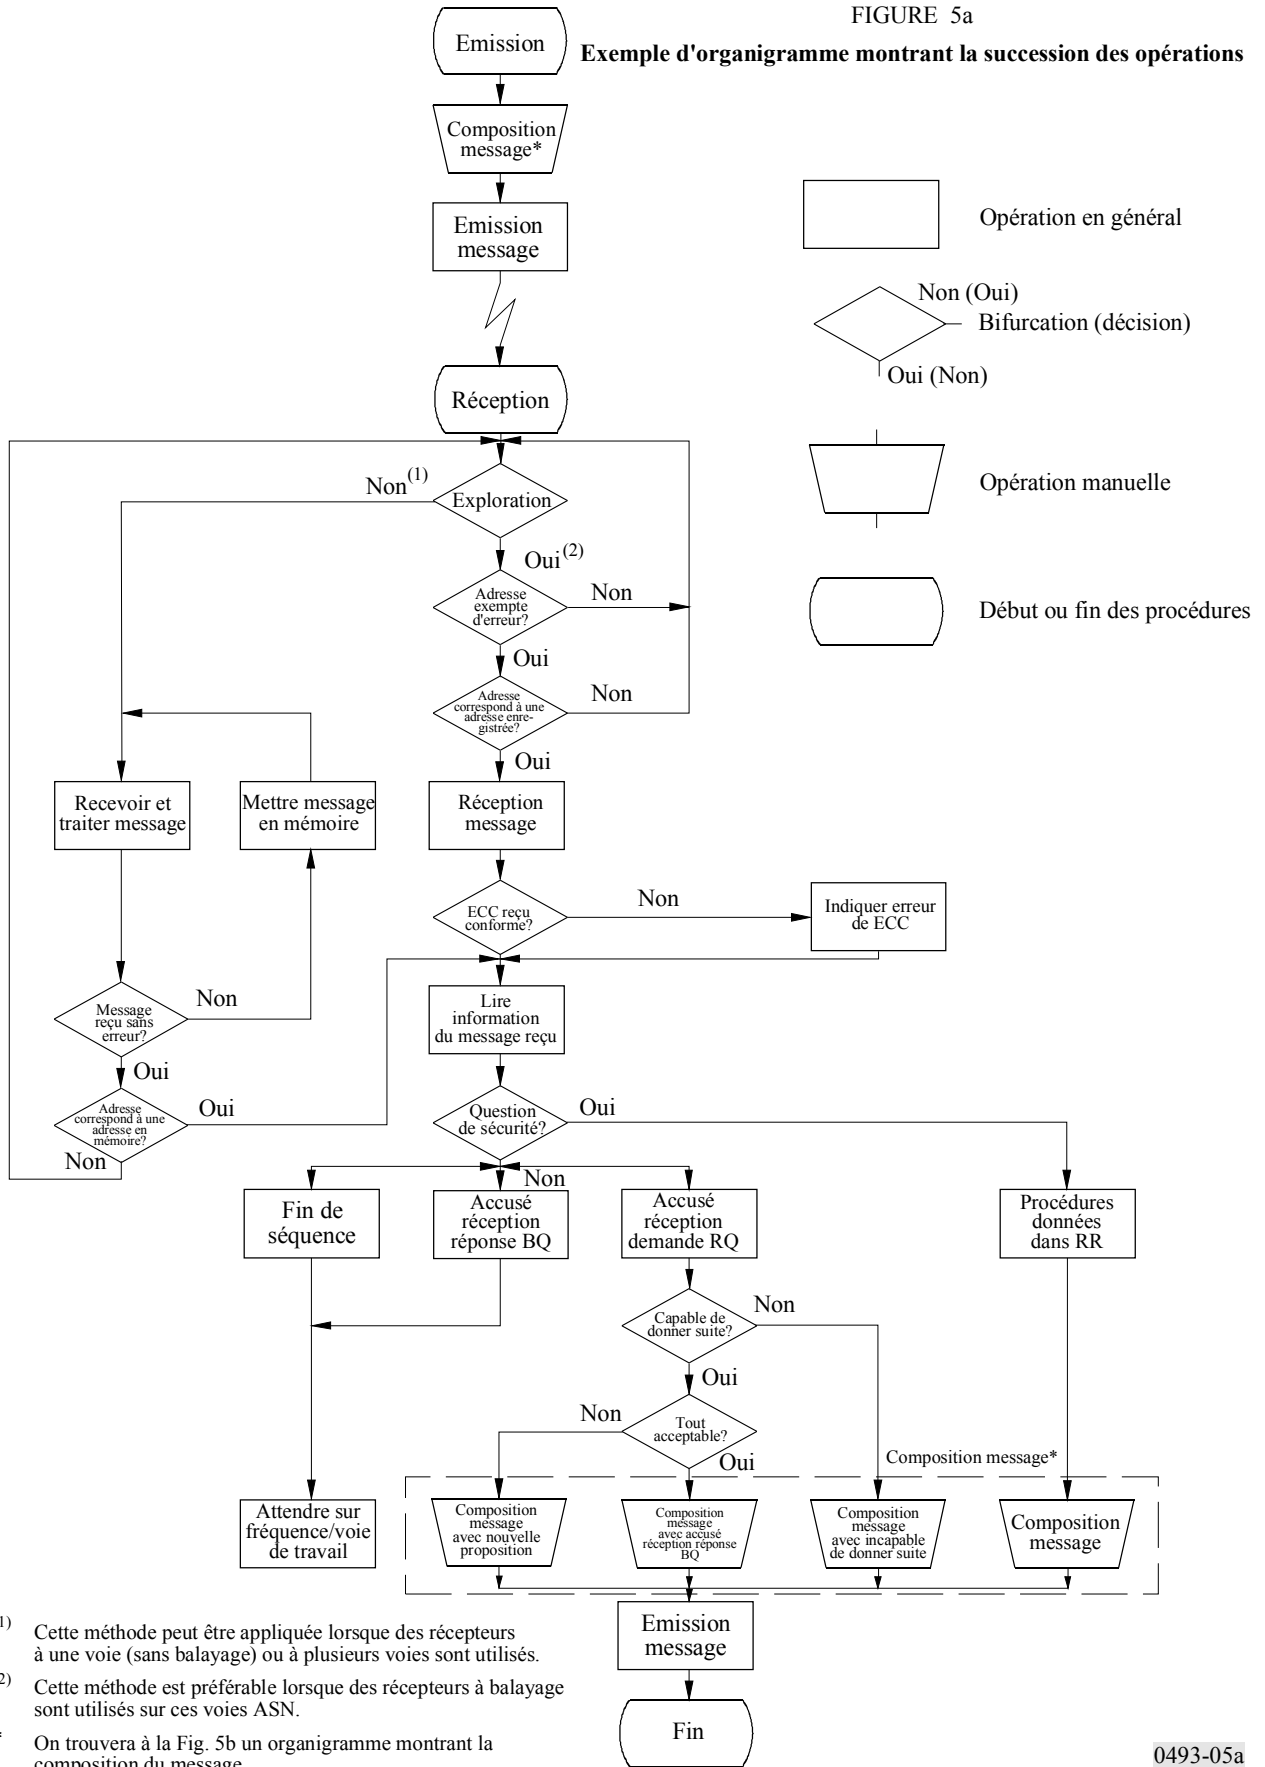 FIGURE 5a
Exemple d'organigramme montrant la succession des opérations
Emission
Composition
message*
Emission
message
Réception
Opération en général
Non (Oui)
Bifurcation (décision)
Oui (Non)
Opération manuelle
Début ou fin des procédures
Non(1)
Exploration
Oui(2)
Adresse
exempte
d'erreur?
Non
Oui
Adresse
correspond à une
adresse enre-
gistrée?
Non
Oui
Recevoir et
traiter message
Mettre message
en mémoire
Réception
message
ECC reçu
conforme?
Non
Indiquer erreur
de ECC
Message
reçu sans
erreur?
Non
Oui
Lire
information
du message reçu
Adresse
correspond à une
adresse en
mémoire?
Oui
Non
Question
de sécurité?
Oui
Non
Fin de
séquence
Accusé
réception
réponse BQ
Accusé
réception
demande RQ
Procédures
données
dans RR
Capable de
donner suite?
Non
Oui
Tout
acceptable?
Non
Oui
Composition message*
Attendre sur
fréquence/voie
de travail
Composition
message
avec nouvelle
proposition
Composition
message
avec accusé
réception réponse
BQ
Composition
message
avec incapable
de donner suite
Composition
message
Emission
message
Fin
1) Cette méthode peut être appliquée lorsque des récepteurs
à une voie (sans balayage) ou à plusieurs voies sont utilisés.
2) Cette méthode est préférable lorsque des récepteurs à balayage
sont utilisés sur ces voies ASN.
* On trouvera à la Fig. 5b un organigramme montrant la
composition du message
0493-05a